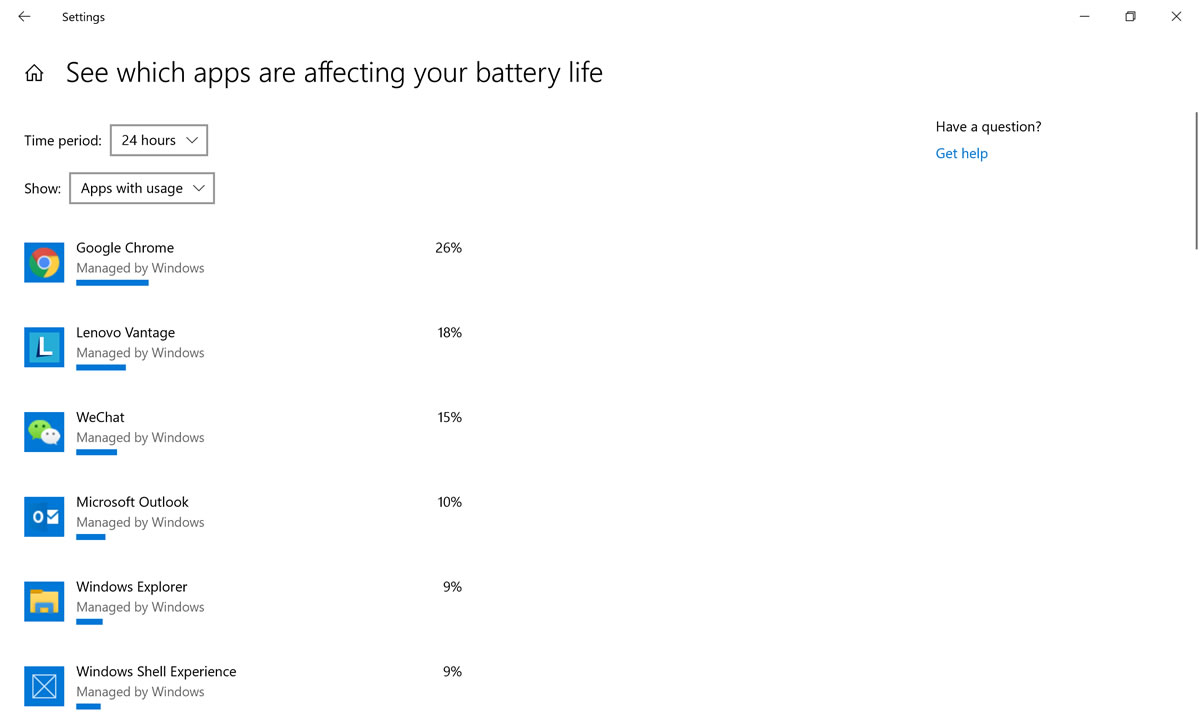 Settings
See which apps are affecting your battery life
Time period: 24 hours
Show: Apps with usage
Have a question?
Get help
Google Chrome 26%
Managed by Windows
L
Lenovo Vantage 18%
Managed by Windows
WeChat 15%
Managed by Windows
Microsoft Outlook 10%
Managed by Windows
Windows Explorer 9%
Managed by Windows
Windows Shell Experience 9%
Managed by Windows